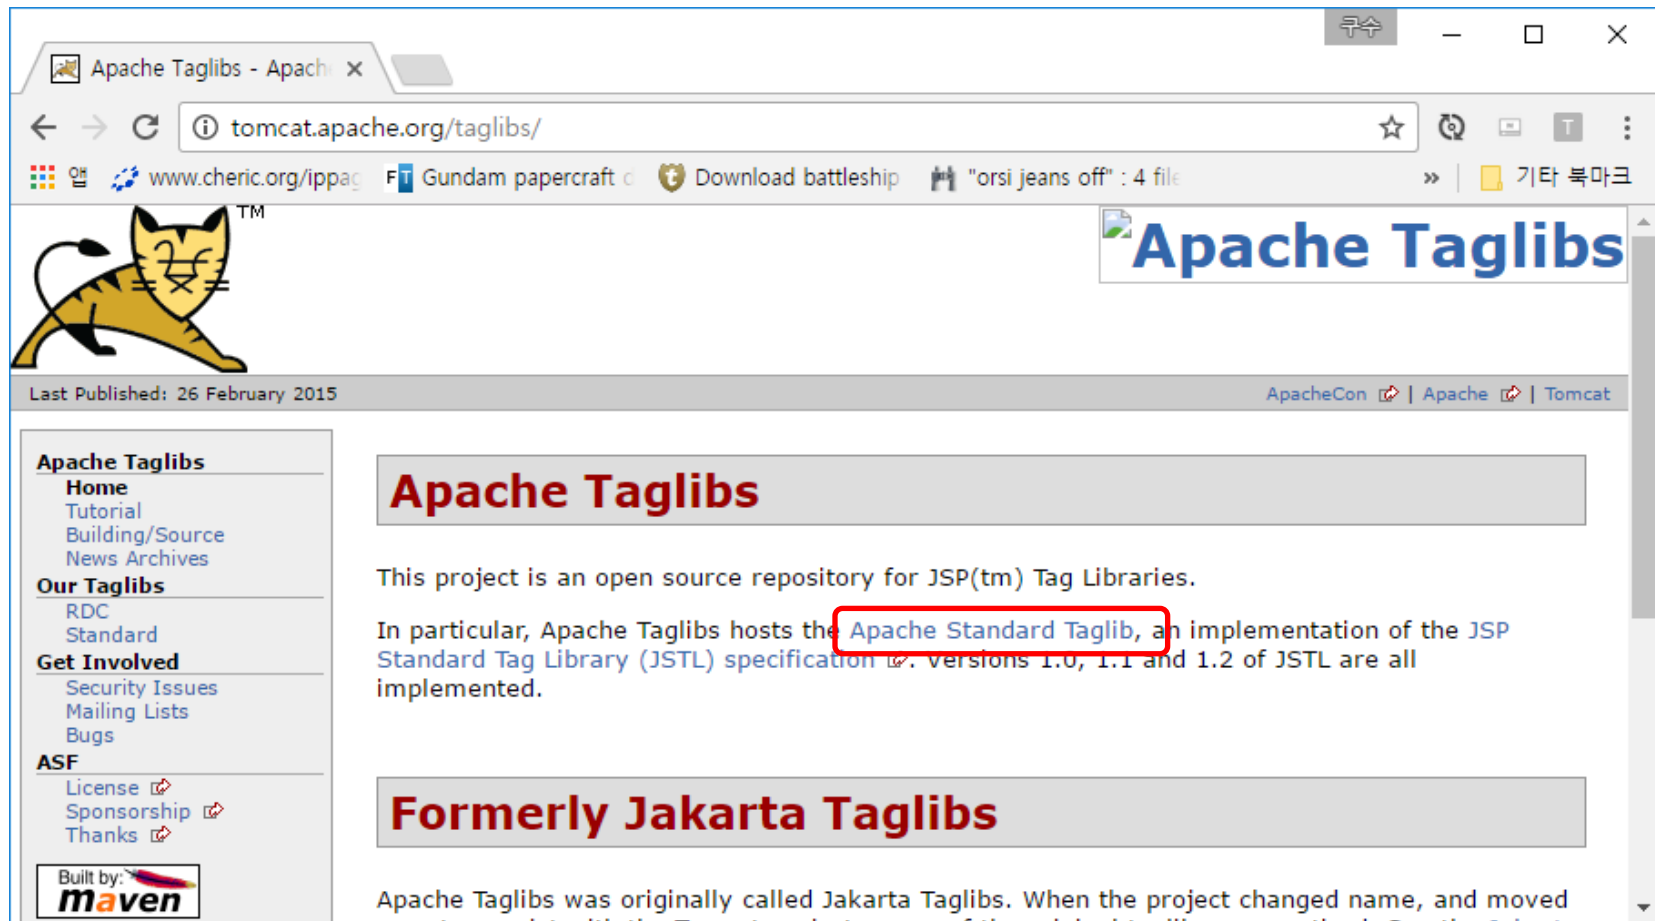 구수
Apache Taglibs - Apach
tomcat.apache.org/taglibs/
T
앱
www.cheric.org/ippag
FT Gundam papercraft d
Download battleship
"orsi jeans off" : 4 file
»
기타 북마크
TM
Apache Taglibs
Last Published: 26 February 2015
ApacheCon | Apache | Tomcat
Apache Taglibs
Home
Tutorial
Building/Source
News Archives
Our Taglibs
RDC
Standard
Get Involved
Security Issues
Mailing Lists
Bugs
ASF
License
Sponsorship
Thanks
Built by:
maven
Apache Taglibs
This project is an open source repository for JSP(tm) Tag Libraries.
In particular, Apache Taglibs hosts the Apache Standard Taglib, an implementation of the JSP
Standard Tag Library (JSTL) specification . Versions 1.0, 1.1 and 1.2 of JSTL are all
implemented.
Formerly Jakarta Taglibs
Apache Taglibs was originally called Jakarta Taglibs. When the project changed name, and moved